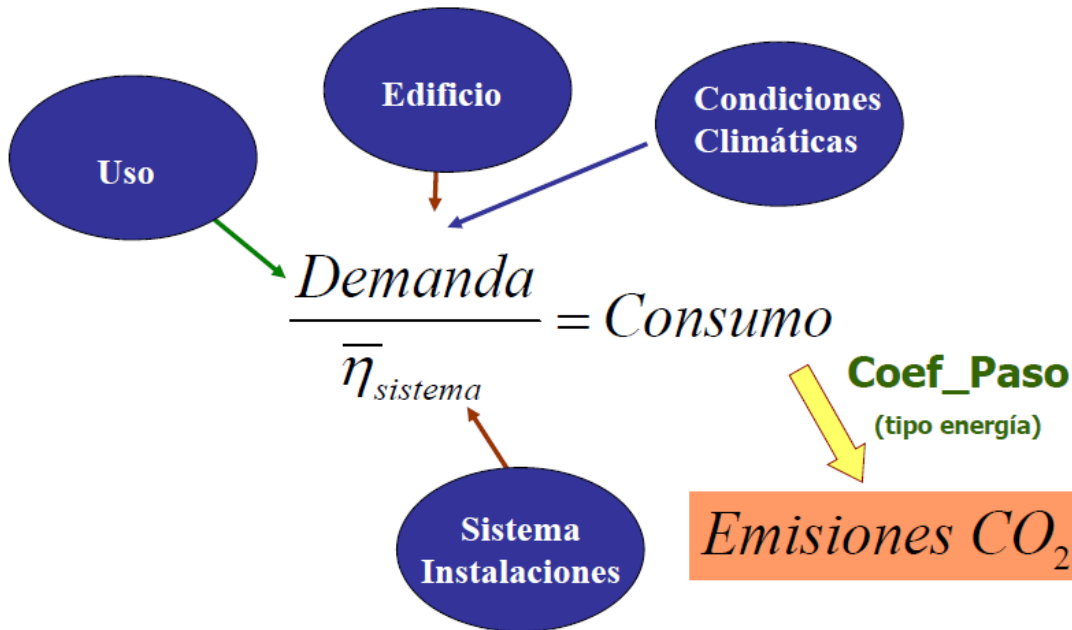 Edificio
Condiciones
Climáticas
Uso
Demanda
η̅sistema
= Consumo
Coef_Paso
(tipo energía)
Sistema
Instalaciones
Emisiones CO₂